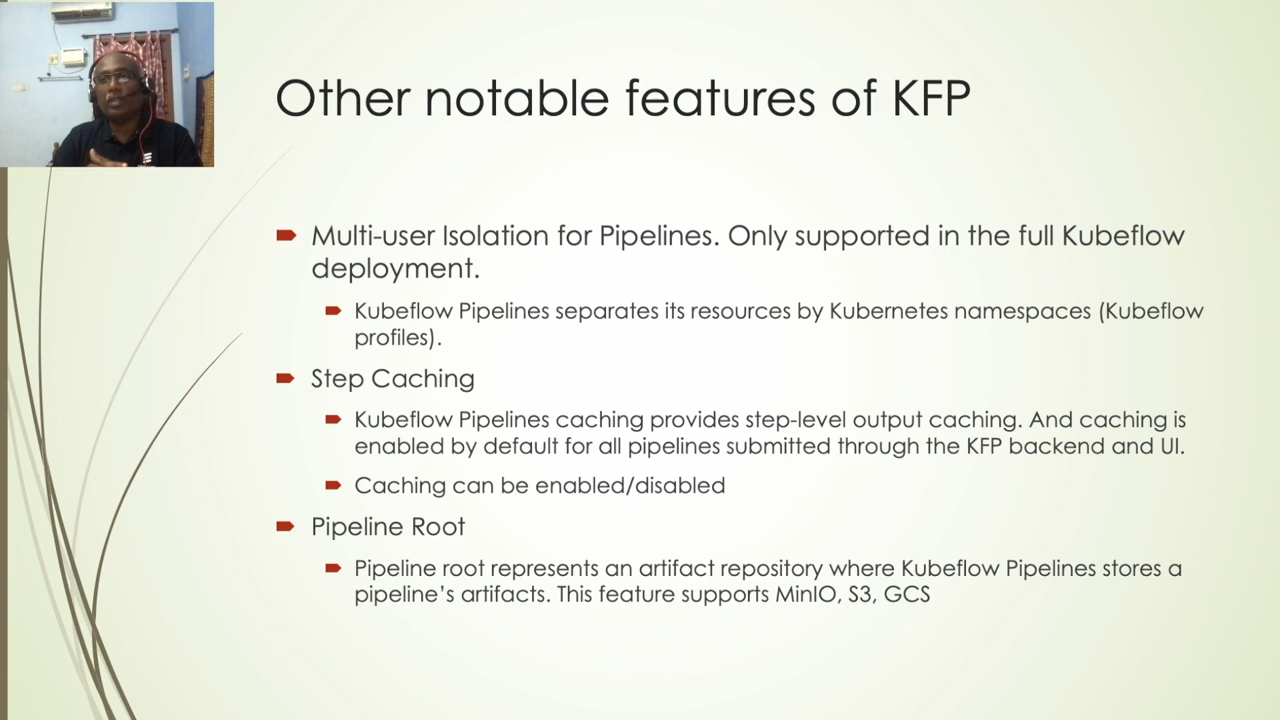 Other notable features of KFP
Multi-user Isolation for Pipelines. Only supported in the full Kubeflow
deployment.
Kubeflow Pipelines separates its resources by Kubernetes namespaces (Kubeflow
profiles).
Step Caching
Kubeflow Pipelines caching provides step-level output caching. And caching is
enabled by default for all pipelines submitted through the KFP backend and UI.
Caching can be enabled/disabled
Pipeline Root
Pipeline root represents an artifact repository where Kubeflow Pipelines stores a
pipeline’s artifacts. This feature supports MinIO, S3, GCS